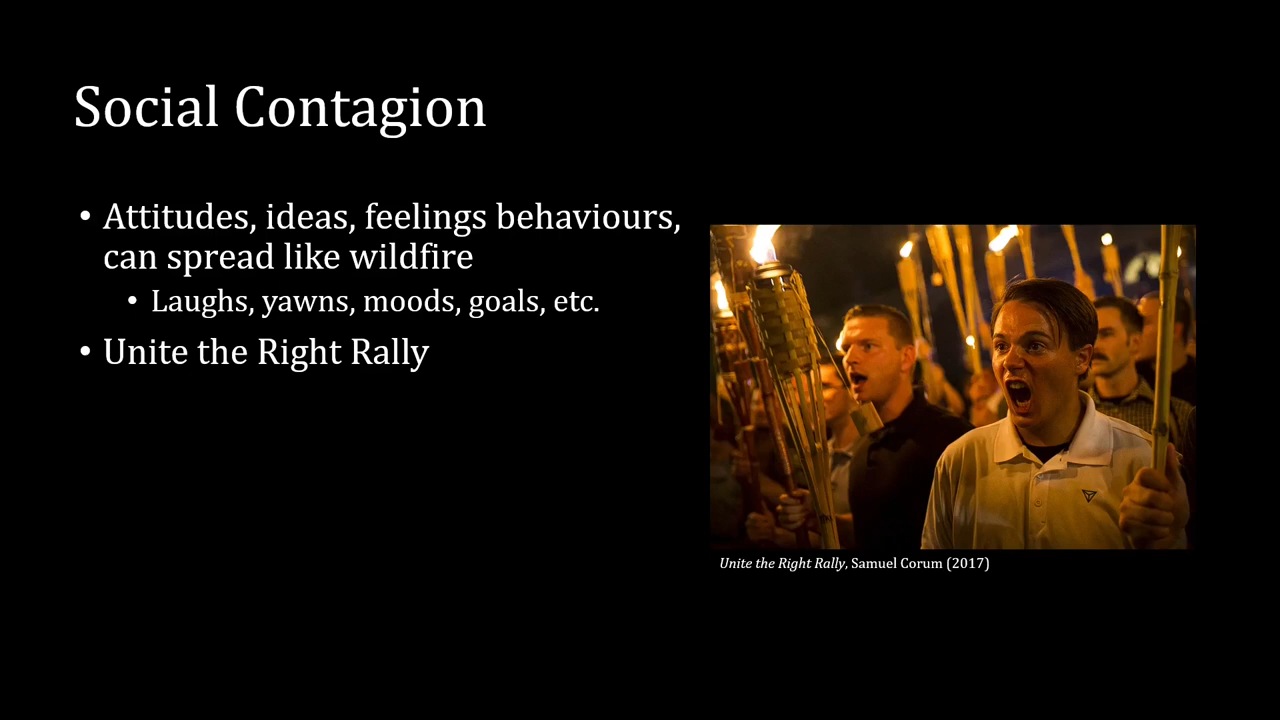 Social Contagion
• Attitudes, ideas, feelings behaviours,
can spread like wildfire
• Laughs, yawns, moods, goals, etc.
• Unite the Right Rally
Unite the Right Rally, Samuel Corum (2017)